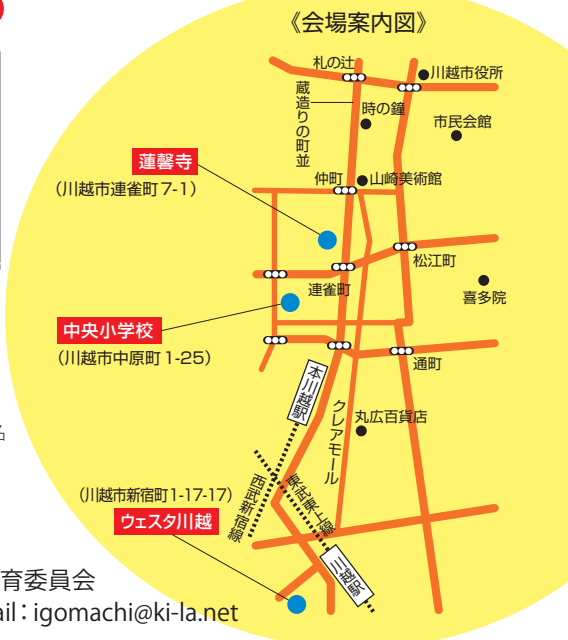 《会場案内図》
札の辻
川越市役所
蔵造りの町並
時の鐘
市民会館
蓮馨寺
(川越市連雀町7-1)
仲町
山崎美術館
松江町
連雀町
喜多院
中央小学校
(川越市中原町1-25)
通町
本川越駅
クレアモール
丸広百貨店
(川越市新宿町1-17-17)
ウェスタ川越
西武新宿線
東武東上線
川越駅
育委員会
ail:igomachi@ki-la.net